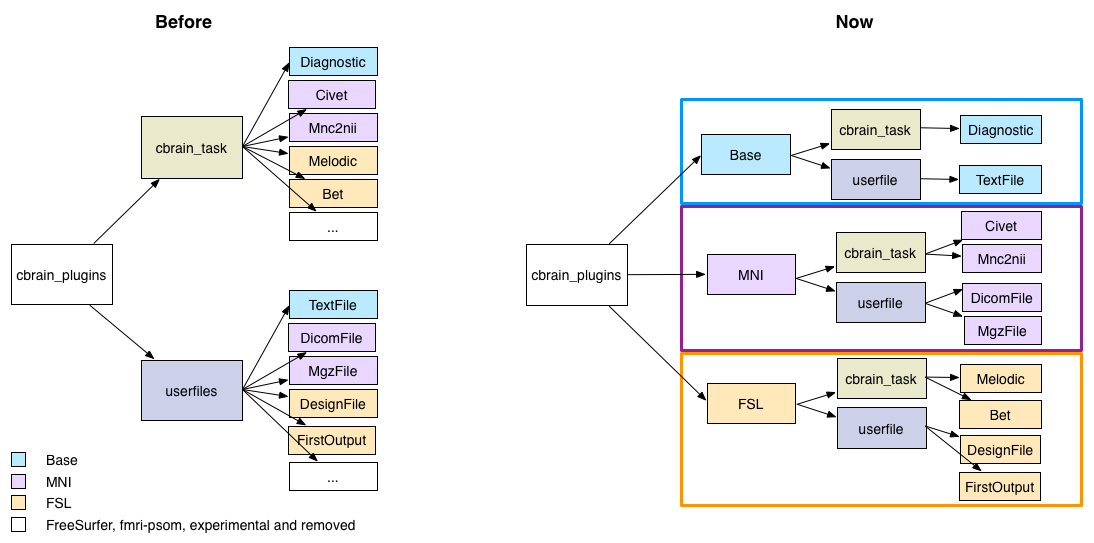 Before
Diagnostic
Civet
Mnc2nii
cbrain_task
Melodic
Bet
...
cbrain_plugins
TextFile
DicomFile
MgzFile
userfiles
DesignFile
FirstOutput
...
Base
MNI
FSL
FreeSurfer, fmri-psom, experimental and removed
Now
cbrain_plugins
Base
cbrain_task
Diagnostic
userfile
TextFile
MNI
cbrain_task
Civet
Mnc2nii
userfile
DicomFile
MgzFile
FSL
cbrain_task
Melodic
Bet
userfile
DesignFile
FirstOutput